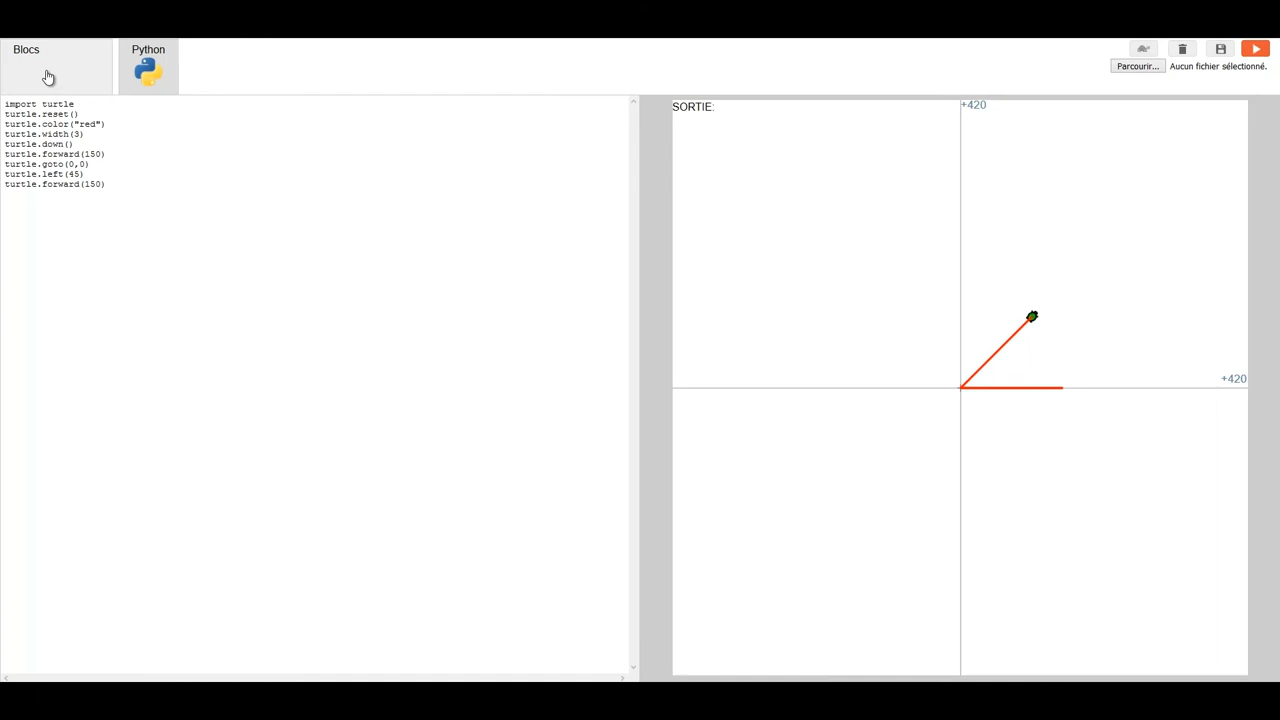 Blocs
Python
Parcourir... Aucun fichier sélectionné.
import turtle
turtle.reset()
turtle.color("red")
turtle.width(3)
turtle.down()
turtle.forward(150)
turtle.goto(0,0)
turtle.left(45)
turtle.forward(150)
SORTIE:
+420
+420